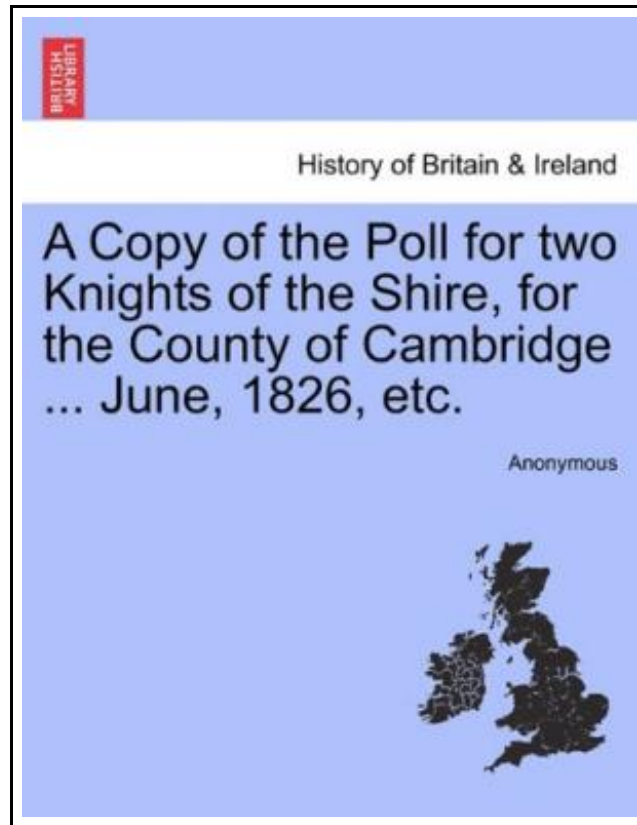 BRITISH
LIBRARY
History of Britain & Ireland
A Copy of the Poll for two
Knights of the Shire, for
the County of Cambridge
... June, 1826, etc.
Anonymous